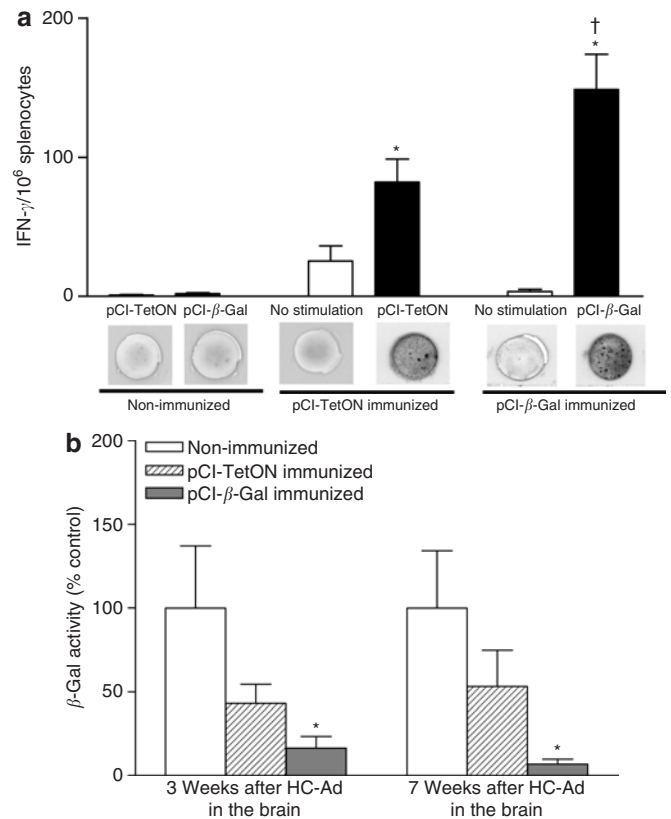 a
200
†
*
*
100
0
IFN-γ/10⁶ splenocytes
pCI-TetON pCI-β-Gal No stimulation pCI-TetON No stimulation pCI-β-Gal
Non-immunized pCI-TetON immunized pCI-β-Gal immunized
b
200
Non-immunized
pCI-TetON immunized
pCI-β-Gal immunized
150
100
50
0
β-Gal activity (% control)
*
*
3 Weeks after HC-Ad 7 Weeks after HC-Ad
in the brain in the brain